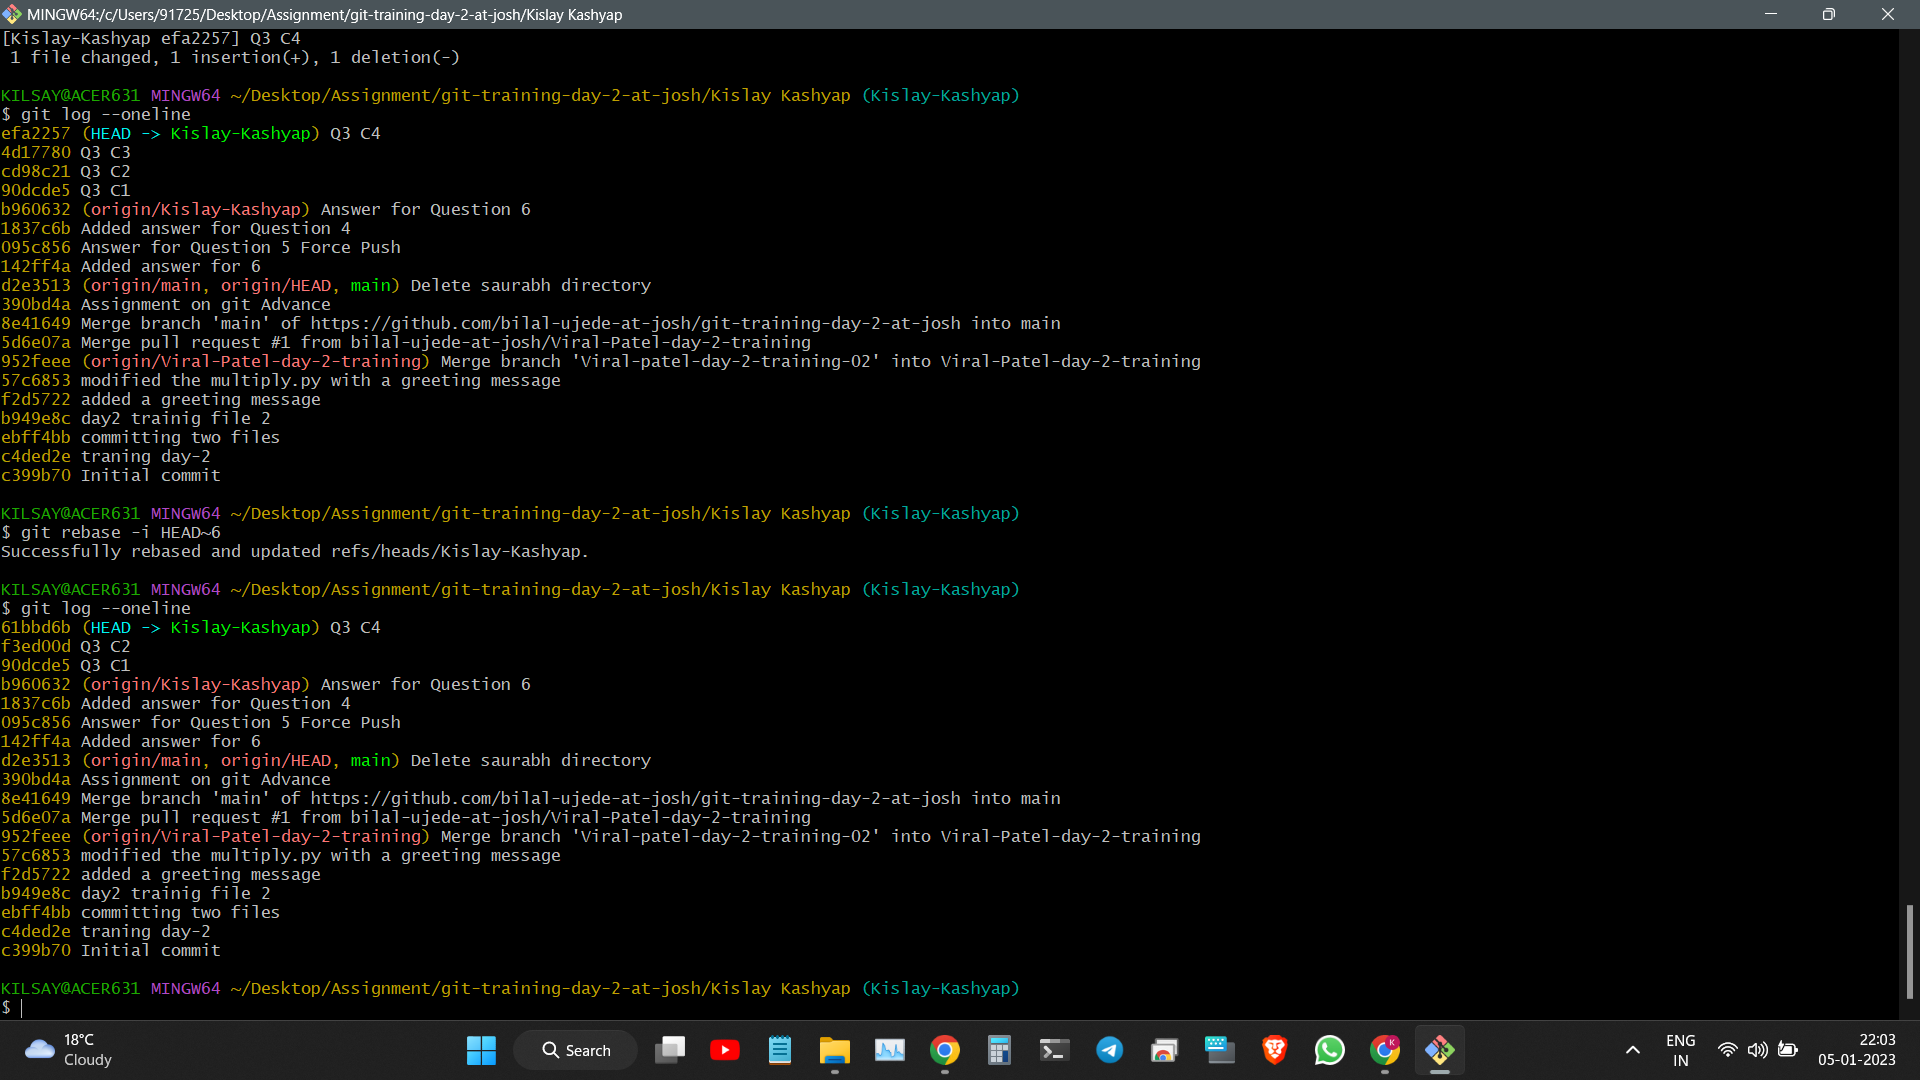 MINGW64:/c/Users/91725/Desktop/Assignment/git-training-day-2-at-josh/Kislay Kashyap
[Kislay-Kashyap efa2257] Q3 C4
 1 file changed, 1 insertion(+), 1 deletion(-)
KILSAY@ACER631 MINGW64 ~/Desktop/Assignment/git-training-day-2-at-josh/Kislay Kashyap (Kislay-Kashyap)
$ git log --oneline
efa2257 (HEAD -> Kislay-Kashyap) Q3 C4
4d17780 Q3 C3
cd98c21 Q3 C2
90dcde5 Q3 C1
b960632 (origin/Kislay-Kashyap) Answer for Question 6
1837c6b Added answer for Question 4
095c856 Answer for Question 5 Force Push
142ff4a Added answer for 6
d2e3513 (origin/main, origin/HEAD, main) Delete saurabh directory
390bd4a Assignment on git Advance
8e41649 Merge branch 'main' of https://github.com/bilal-ujede-at-josh/git-training-day-2-at-josh into main
5d6e07a Merge pull request #1 from bilal-ujede-at-josh/Viral-Patel-day-2-training
952feee (origin/Viral-Patel-day-2-training) Merge branch 'Viral-patel-day-2-training-02' into Viral-Patel-day-2-training
57c6853 modified the multiply.py with a greeting message
f2d5722 added a greeting message
b949e8c day2 trainig file 2
ebff4bb committing two files
c4ded2e traning day-2
c399b70 Initial commit
KILSAY@ACER631 MINGW64 ~/Desktop/Assignment/git-training-day-2-at-josh/Kislay Kashyap (Kislay-Kashyap)
$ git rebase -i HEAD~6
Successfully rebased and updated refs/heads/Kislay-Kashyap.
KILSAY@ACER631 MINGW64 ~/Desktop/Assignment/git-training-day-2-at-josh/Kislay Kashyap (Kislay-Kashyap)
$ git log --oneline
61bbd6b (HEAD -> Kislay-Kashyap) Q3 C4
f3ed00d Q3 C2
90dcde5 Q3 C1
b960632 (origin/Kislay-Kashyap) Answer for Question 6
1837c6b Added answer for Question 4
095c856 Answer for Question 5 Force Push
142ff4a Added answer for 6
d2e3513 (origin/main, origin/HEAD, main) Delete saurabh directory
390bd4a Assignment on git Advance
8e41649 Merge branch 'main' of https://github.com/bilal-ujede-at-josh/git-training-day-2-at-josh into main
5d6e07a Merge pull request #1 from bilal-ujede-at-josh/Viral-Patel-day-2-training
952feee (origin/Viral-Patel-day-2-training) Merge branch 'Viral-patel-day-2-training-02' into Viral-Patel-day-2-training
57c6853 modified the multiply.py with a greeting message
f2d5722 added a greeting message
b949e8c day2 trainig file 2
ebff4bb committing two files
c4ded2e traning day-2
c399b70 Initial commit
KILSAY@ACER631 MINGW64 ~/Desktop/Assignment/git-training-day-2-at-josh/Kislay Kashyap (Kislay-Kashyap)
$
18°C
Cloudy
Search
K
ENG
IN
22:03
05-01-2023